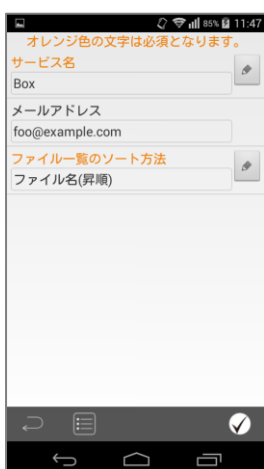 85% 11:47
オレンジ色の文字は必須となります。
サービス名
Box
メールアドレス
foo@example.com
ファイル一覧のソート方法
ファイル名(昇順)